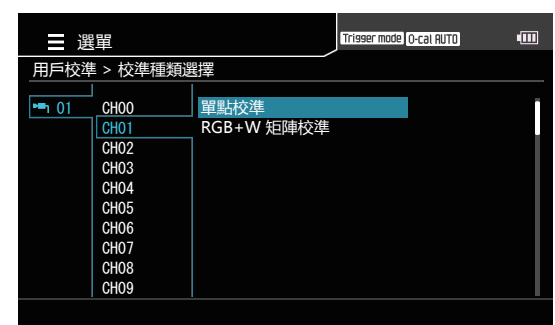 選單
Trigger mode 0-cal AUTO
用戶校準 > 校準種類選擇
01
CH00
CH01
CH02
CH03
CH04
CH05
CH06
CH07
CH08
CH09
單點校準
RGB+W 矩陣校準